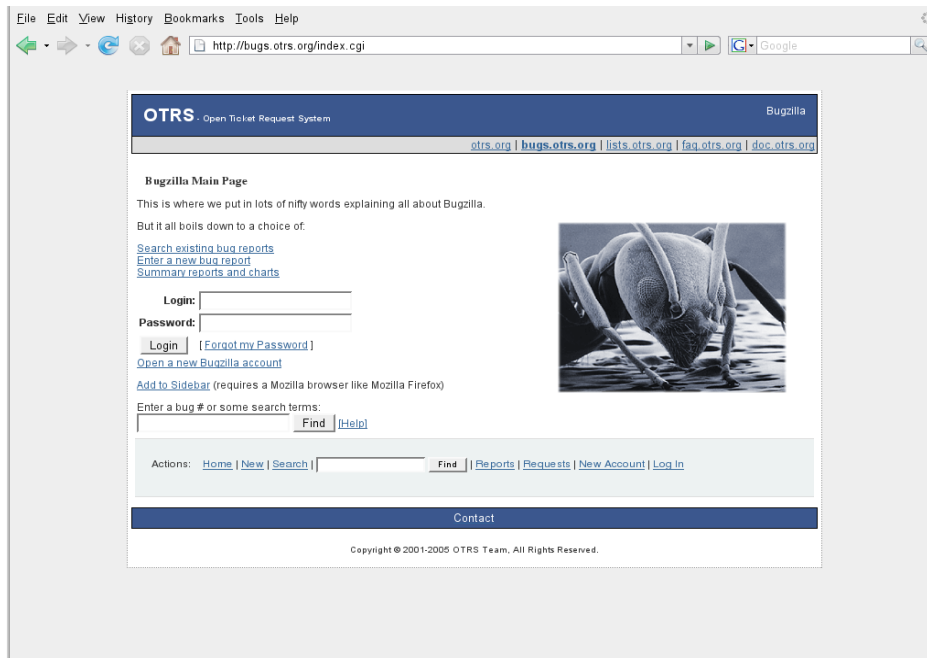 File Edit View History Bookmarks Tools Help
http://bugs.otrs.org/index.cgi G Google
OTRS - Open Ticket Request System Bugzilla
otrs.org | bugs.otrs.org | lists.otrs.org | faq.otrs.org | doc.otrs.org
Bugzilla Main Page
This is where we put in lots of nifty words explaining all about Bugzilla.
But it all boils down to a choice of:
Search existing bug reports
Enter a new bug report
Summary reports and charts
Login:
Password:
Login [ Forgot my Password ]
Open a new Bugzilla account
Add to Sidebar (requires a Mozilla browser like Mozilla Firefox)
Enter a bug # or some search terms:
Find [Help]
Actions: Home | New | Search | Find | Reports | Requests | New Account | Log In
Contact
Copyright © 2001-2005 OTRS Team, All Rights Reserved.